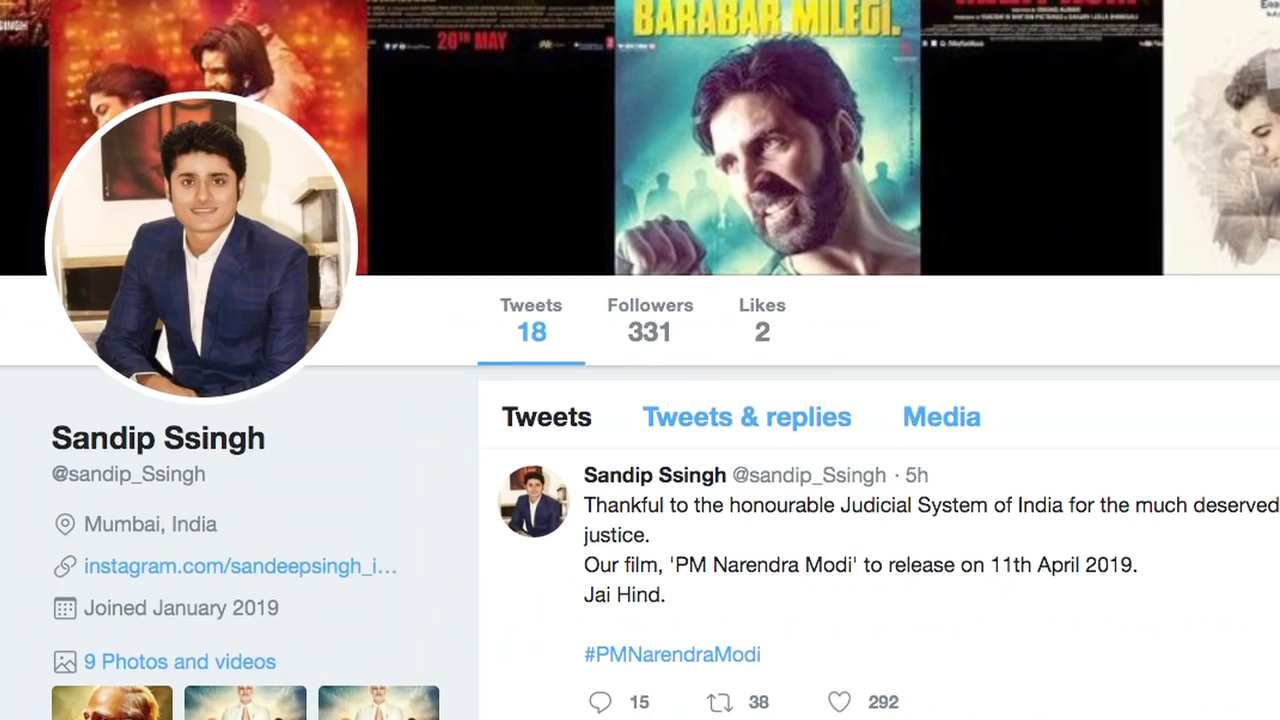 BARABAR MILEGI.
20TH MAY
Tweets
18
Followers
331
Likes
2
Sandip Ssingh
@sandip_Ssingh
Mumbai, India
instagram.com/sandeepsingh_i...
Joined January 2019
9 Photos and videos
Tweets
Tweets & replies
Media
Sandip Ssingh @sandip_Ssingh · 5h
Thankful to the honourable Judicial System of India for the much deserved
justice.
Our film, 'PM Narendra Modi' to release on 11th April 2019.
Jai Hind.
#PMNarendraModi
15
38
292